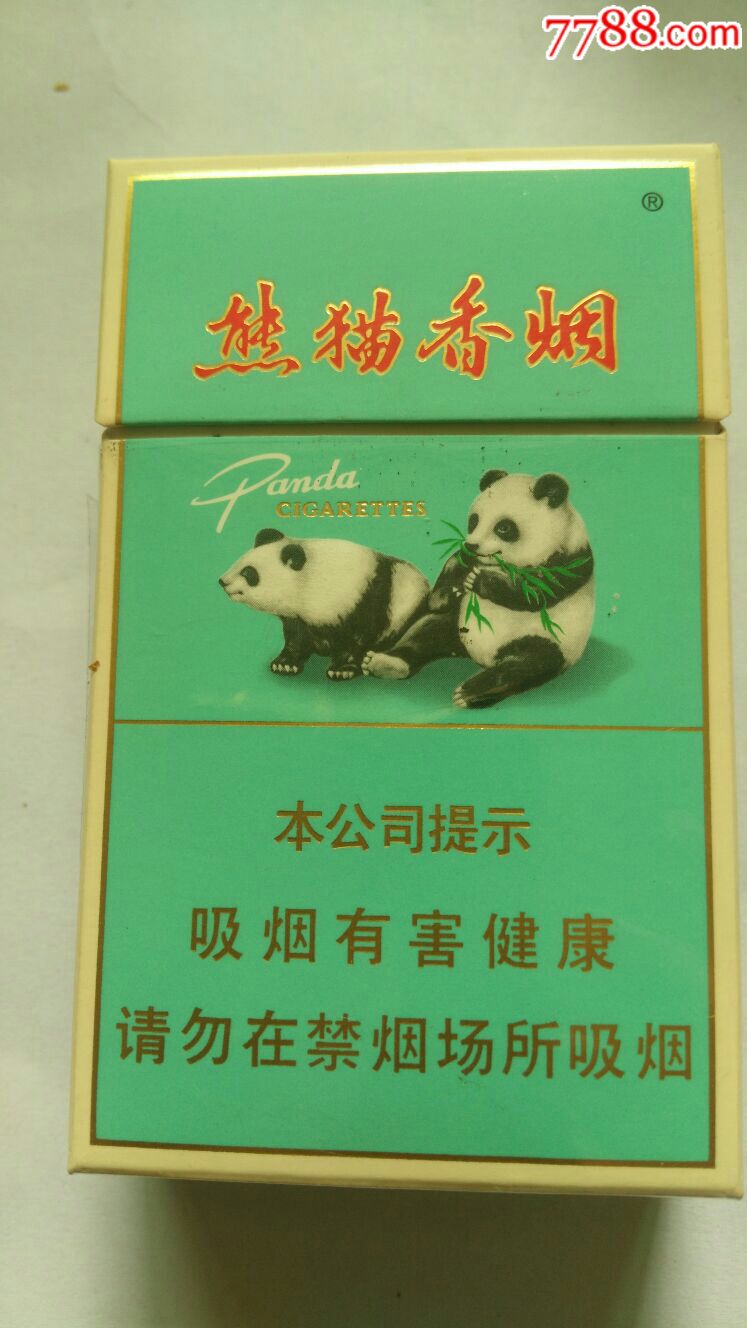 7788.com
®
熊猫香烟
Panda
CIGARETTES
本公司提示
吸烟有害健康
请勿在禁烟场所吸烟